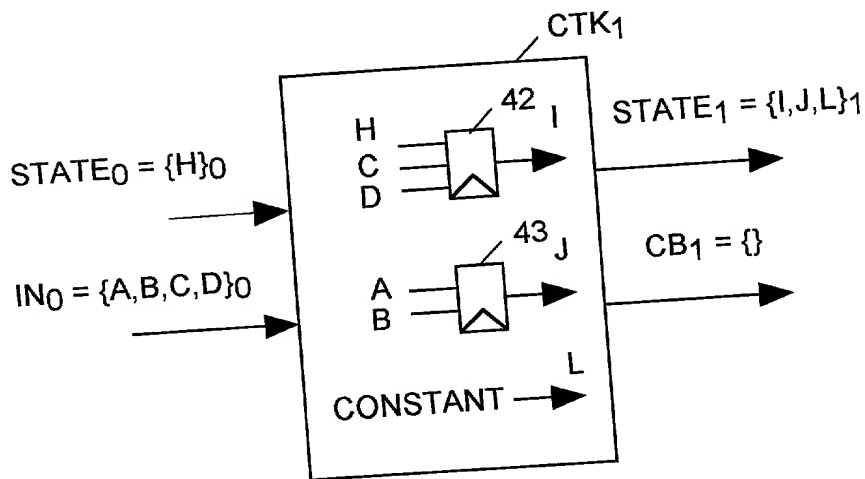 CTK1
STATE0 = {H}0
IN0 = {A,B,C,D}0
H
C
D
42
I
A
B
43
J
CONSTANT
L
STATE1 = {I,J,L}1
CB1 = {}